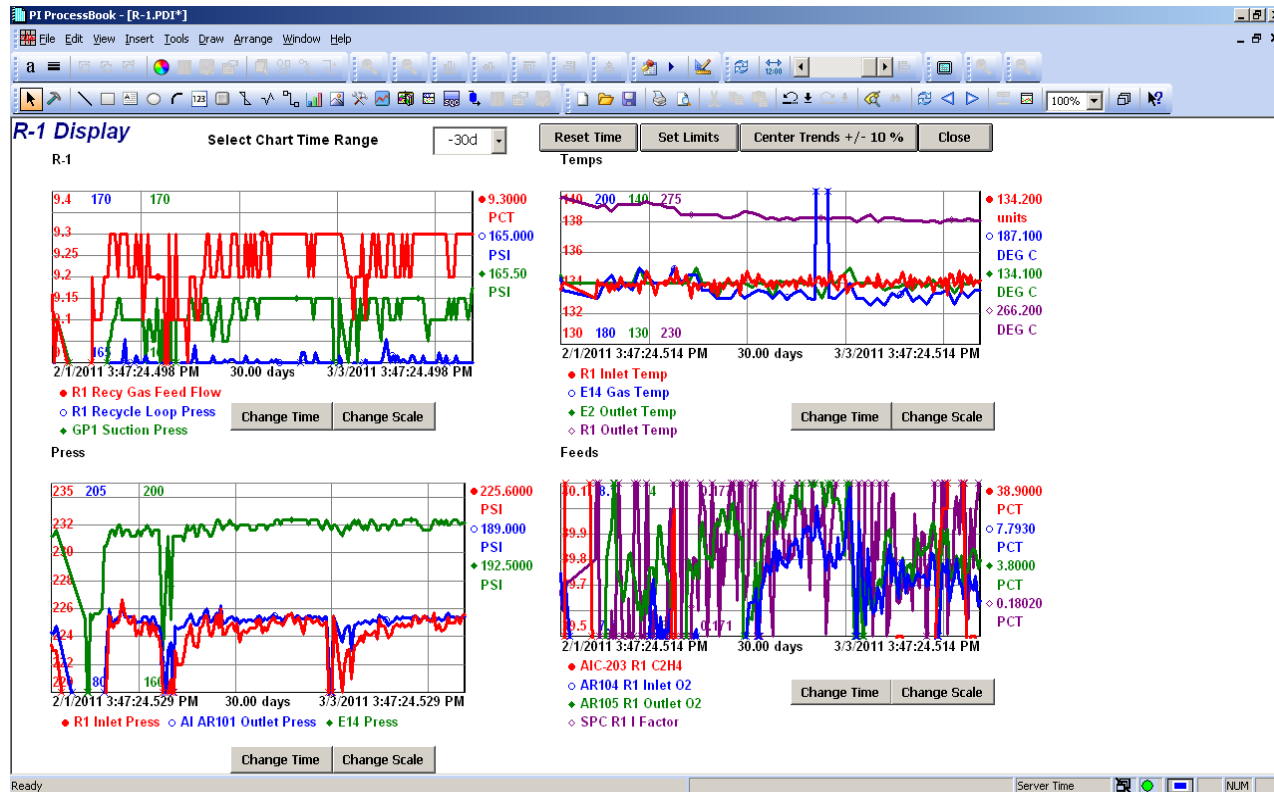 PI ProcessBook - [R-1.PDI*]
File Edit View Insert Tools Draw Arrange Window Help
100%
R-1 Display
Select Chart Time Range
-30d
Reset Time Set Limits Center Trends +/- 10 % Close
R-1
9.4 170 170
9.3
9.25
9.2
9.15
9.1
165
9.3000
PCT
165.000
PSI
165.50
PSI
2/1/2011 3:47:24.498 PM 30.00 days 3/3/2011 3:47:24.498 PM
R1 Recy Gas Feed Flow
R1 Recycle Loop Press
GP1 Suction Press
Change Time Change Scale
Temps
140 200 140 275
138
136
134
132
130 180 130 230
134.200
units
187.100
DEG C
134.100
DEG C
266.200
DEG C
2/1/2011 3:47:24.514 PM 30.00 days 3/3/2011 3:47:24.514 PM
R1 Inlet Temp
E14 Gas Temp
E2 Outlet Temp
R1 Outlet Temp
Change Time Change Scale
Press
235 205 200
232
230
228
226
224
222
220 80 160
225.6000
PSI
189.000
PSI
192.5000
PSI
2/1/2011 3:47:24.529 PM 30.00 days 3/3/2011 3:47:24.529 PM
R1 Inlet Press AI AR101 Outlet Press E14 Press
Change Time Change Scale
Feeds
0.171
38.9000
PCT
7.7930
PCT
3.8000
PCT
0.18020
PCT
2/1/2011 3:47:24.514 PM 30.00 days 3/3/2011 3:47:24.514 PM
AIC-203 R1 C2H4
AR104 R1 Inlet O2
AR105 R1 Outlet O2
SPC R1 I Factor
Change Time Change Scale
Ready
Server Time
NUM